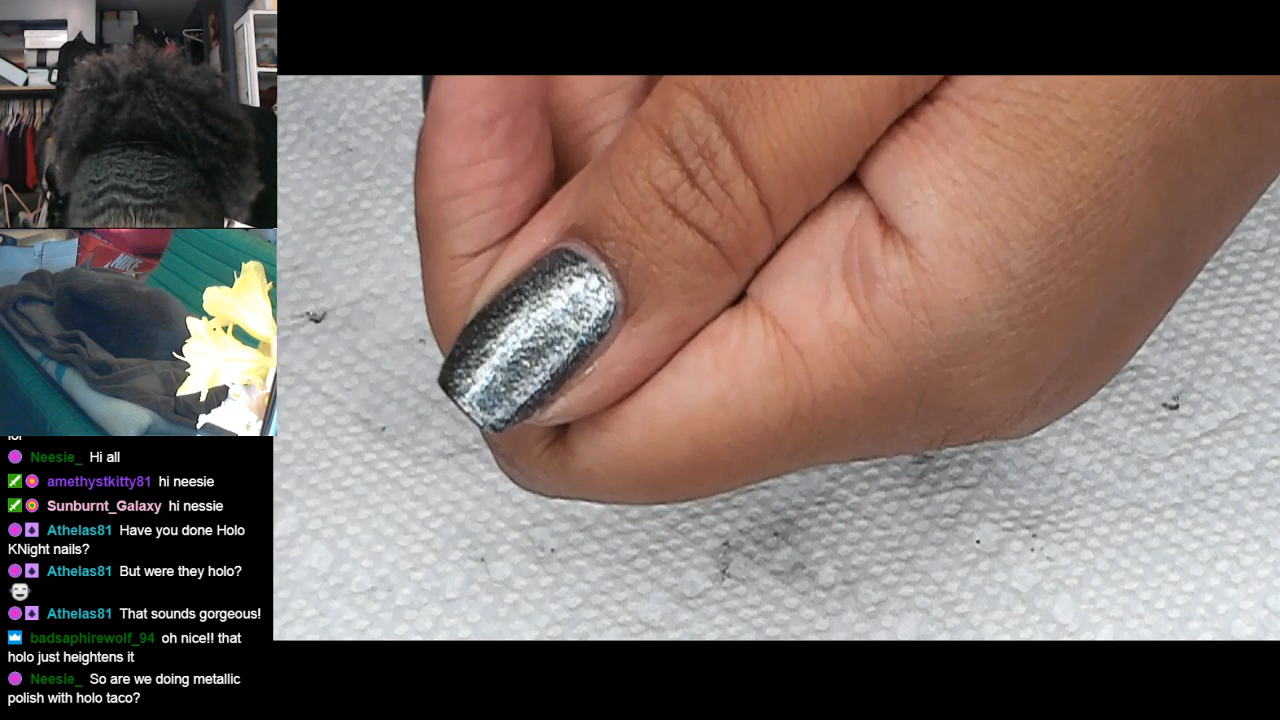 Neesie_ Hi all
amethystkitty81 hi neesie
Sunburnt_Galaxy hi nessie
Athelas81 Have you done Holo
KNight nails?
Athelas81 But were they holo?
Athelas81 That sounds gorgeous!
badsaphirewolf_94 oh nice!! that
holo just heightens it
Neesie_ So are we doing metallic
polish with holo taco?